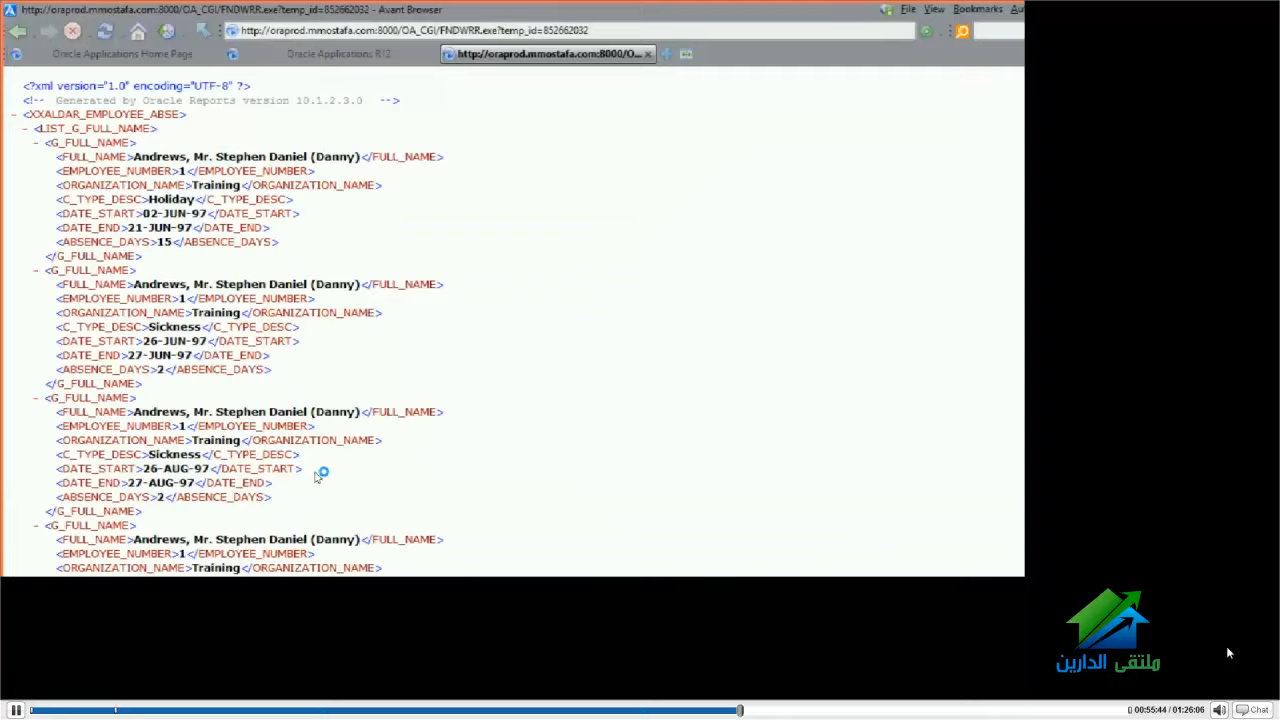 http://oraprod.mmostafa.com:8000/OA_CGI/FNDWRR.exe?temp_id=852662032 - Avant Browser
File View Bookmarks Au
http://oraprod.mmostafa.com:8000/OA_CGI/FNDWRR.exe?temp_id=852662032
Oracle Applications Home Page Oracle Applications R12 http://oraprod.mmostafa.com:8000/O...
<?xml version="1.0" encoding="UTF-8" ?>
<!-- Generated by Oracle Reports version 10.1.2.3.0 -->
- <XXALDAR_EMPLOYEE_ABSE>
- <LIST_G_FULL_NAME>
- <G_FULL_NAME>
<FULL_NAME>Andrews, Mr. Stephen Daniel (Danny)</FULL_NAME>
<EMPLOYEE_NUMBER>1</EMPLOYEE_NUMBER>
<ORGANIZATION_NAME>Training</ORGANIZATION_NAME>
<C_TYPE_DESC>Holiday</C_TYPE_DESC>
<DATE_START>02-JUN-97</DATE_START>
<DATE_END>21-JUN-97</DATE_END>
<ABSENCE_DAYS>15</ABSENCE_DAYS>
</G_FULL_NAME>
- <G_FULL_NAME>
<FULL_NAME>Andrews, Mr. Stephen Daniel (Danny)</FULL_NAME>
<EMPLOYEE_NUMBER>1</EMPLOYEE_NUMBER>
<ORGANIZATION_NAME>Training</ORGANIZATION_NAME>
<C_TYPE_DESC>Sickness</C_TYPE_DESC>
<DATE_START>26-JUN-97</DATE_START>
<DATE_END>27-JUN-97</DATE_END>
<ABSENCE_DAYS>2</ABSENCE_DAYS>
</G_FULL_NAME>
- <G_FULL_NAME>
<FULL_NAME>Andrews, Mr. Stephen Daniel (Danny)</FULL_NAME>
<EMPLOYEE_NUMBER>1</EMPLOYEE_NUMBER>
<ORGANIZATION_NAME>Training</ORGANIZATION_NAME>
<C_TYPE_DESC>Sickness</C_TYPE_DESC>
<DATE_START>26-AUG-97</DATE_START>
<DATE_END>27-AUG-97</DATE_END>
<ABSENCE_DAYS>2</ABSENCE_DAYS>
</G_FULL_NAME>
- <G_FULL_NAME>
<FULL_NAME>Andrews, Mr. Stephen Daniel (Danny)</FULL_NAME>
<EMPLOYEE_NUMBER>1</EMPLOYEE_NUMBER>
<ORGANIZATION_NAME>Training</ORGANIZATION_NAME>
ملتقى الدارين
00:55:44 / 01:26:06 Chat